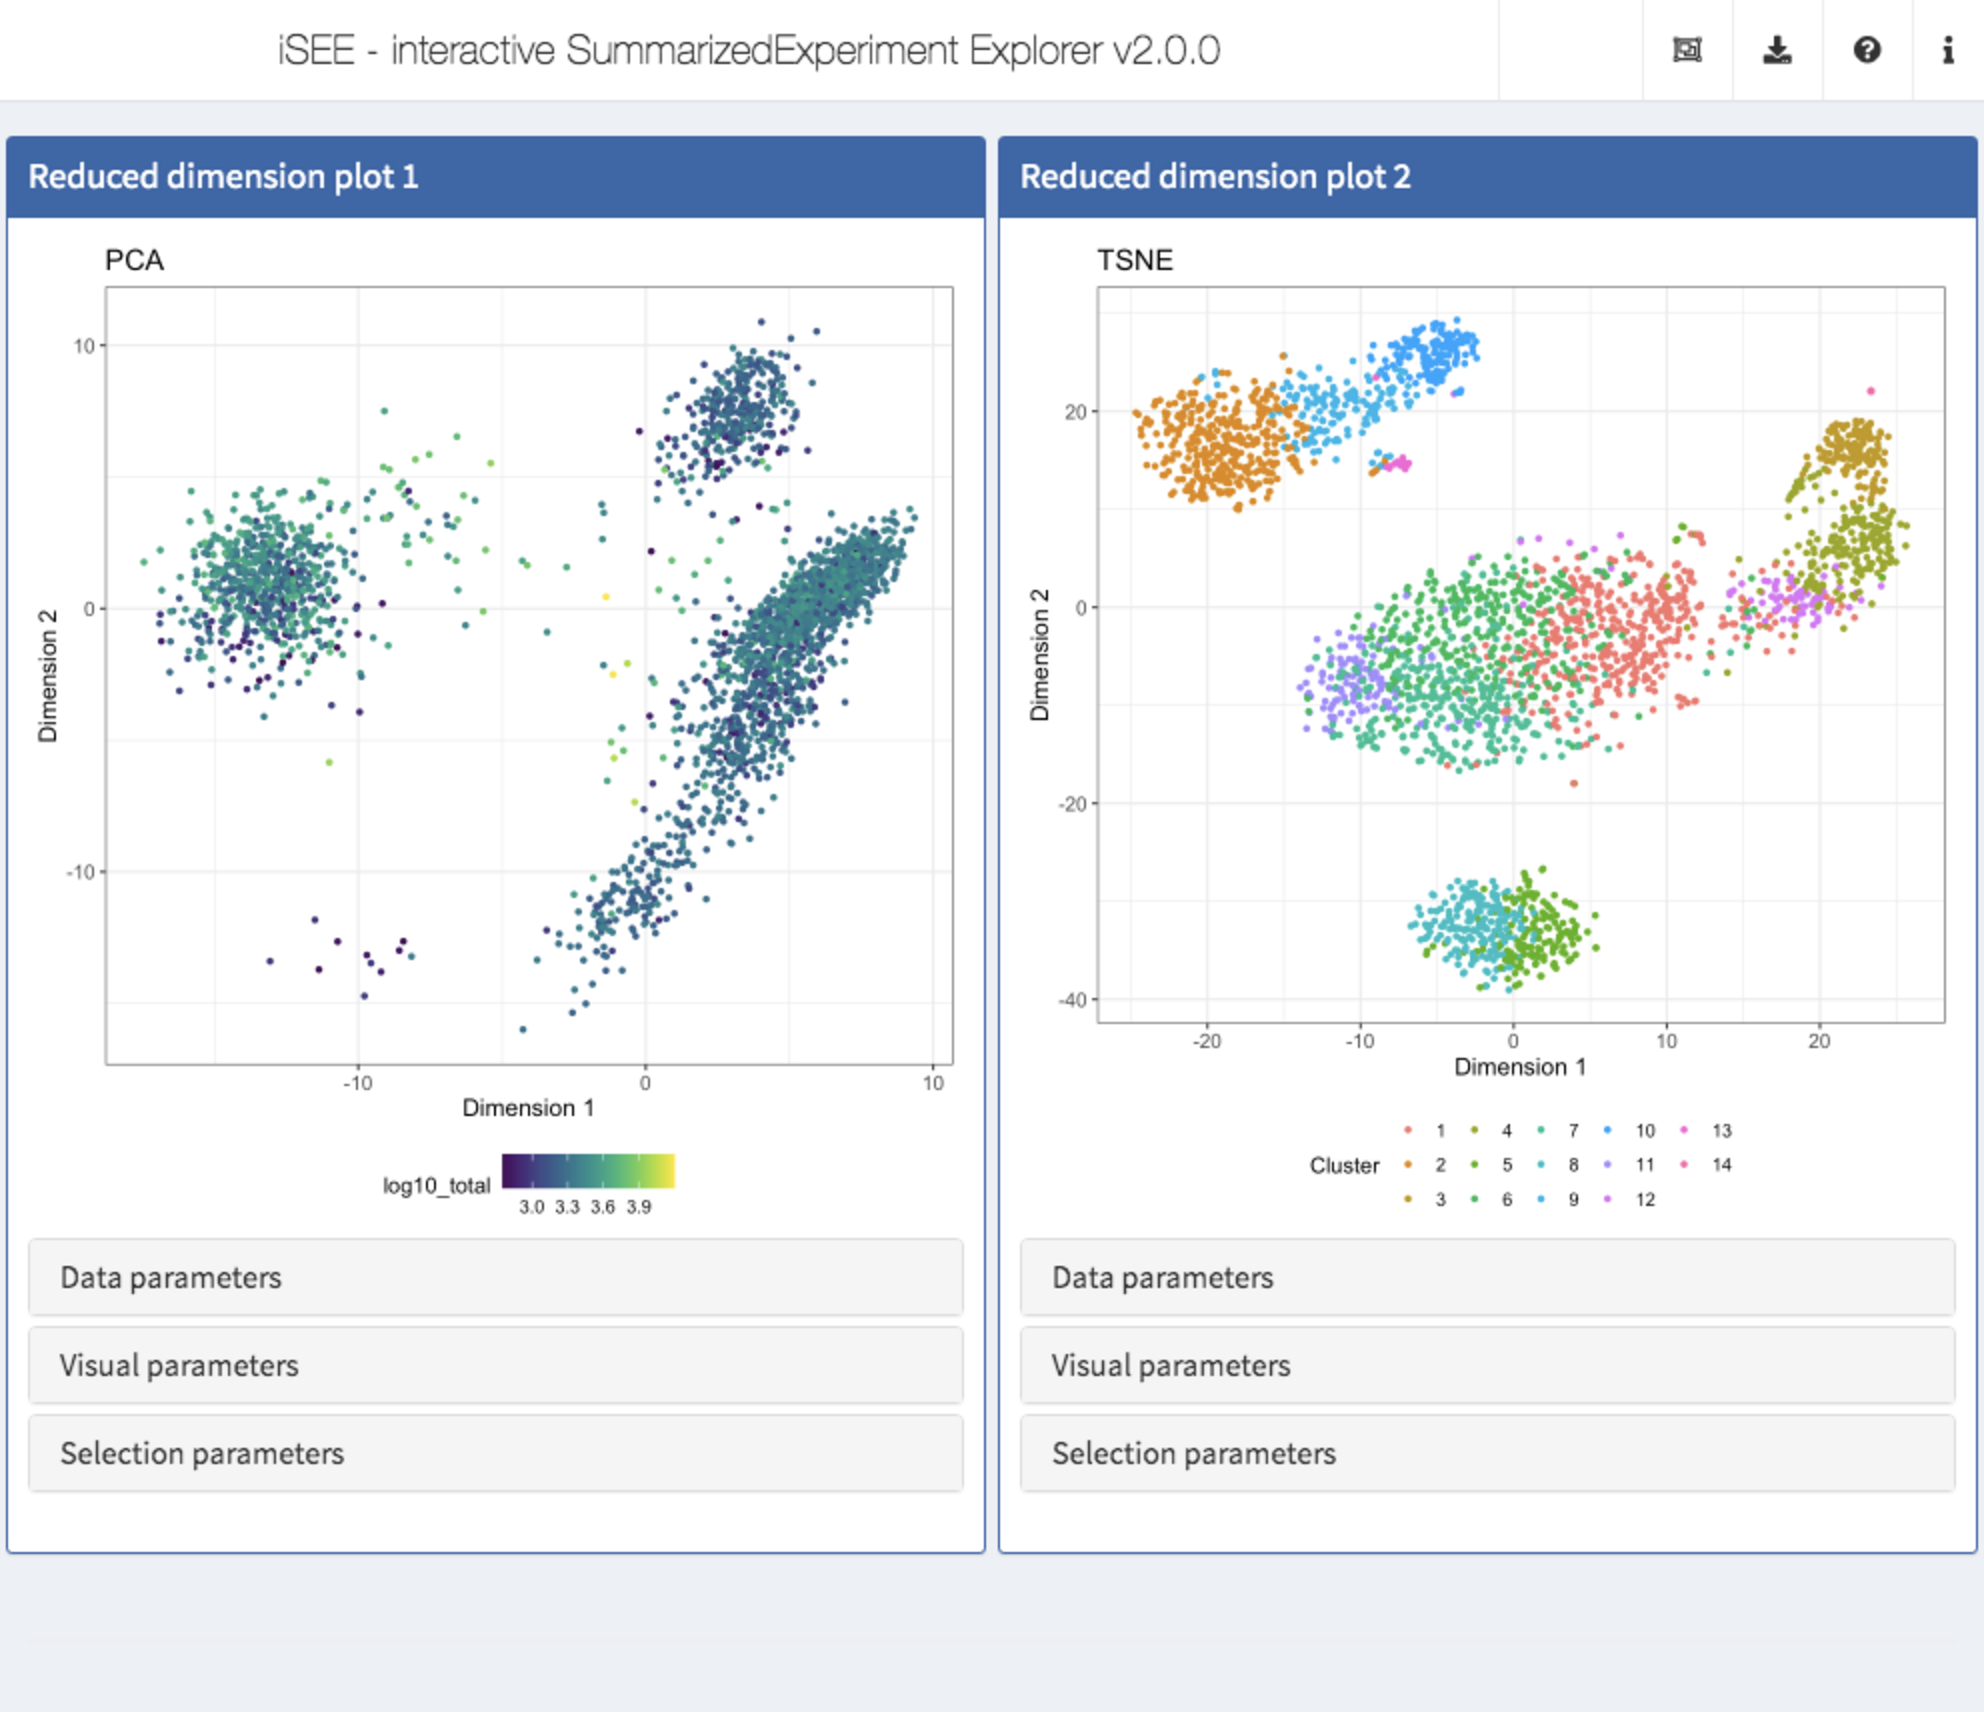 iSEE - interactive SummarizedExperiment Explorer v2.0.0
Reduced dimension plot 1
PCA
10
0
-10
Dimension 2
-10 0 10
Dimension 1
log10_total
3.0 3.3 3.6 3.9
Data parameters
Visual parameters
Selection parameters
Reduced dimension plot 2
TSNE
20
0
-20
-40
Dimension 2
-20 -10 0 10 20
Dimension 1
Cluster
1 4 7 10 13
2 5 8 11 14
3 6 9 12
Data parameters
Visual parameters
Selection parameters